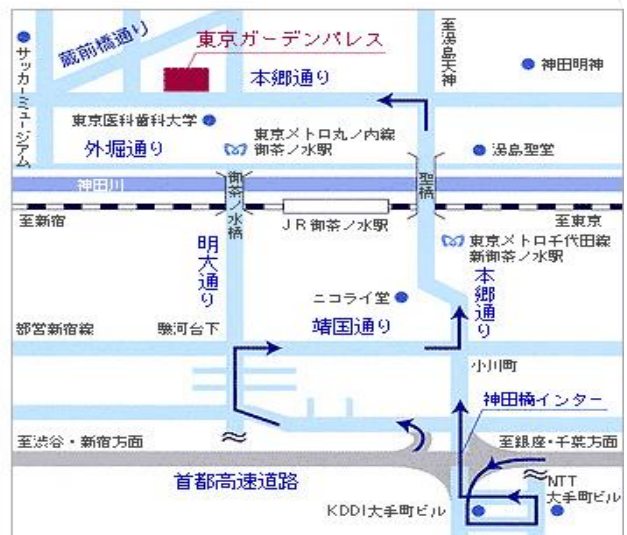 蔵前橋通り
東京ガーデンパレス
至湯島天神
サッカーミュージアム
本郷通り
神田明神
東京医科歯科大学
外堀通り
東京メトロ丸ノ内線
御茶ノ水駅
湯島聖堂
神田川
御茶ノ水橋
聖橋
至新宿
JR御茶ノ水駅
至東京
明大通り
東京メトロ千代田線
新御茶ノ水駅
本郷通り
ニコライ堂
都営新宿線
駿河台下
靖国通り
小川町
神田橋インター
至渋谷・新宿方面
至銀座・千葉方面
首都高速道路
NTT
大手町ビル
KDDI大手町ビル